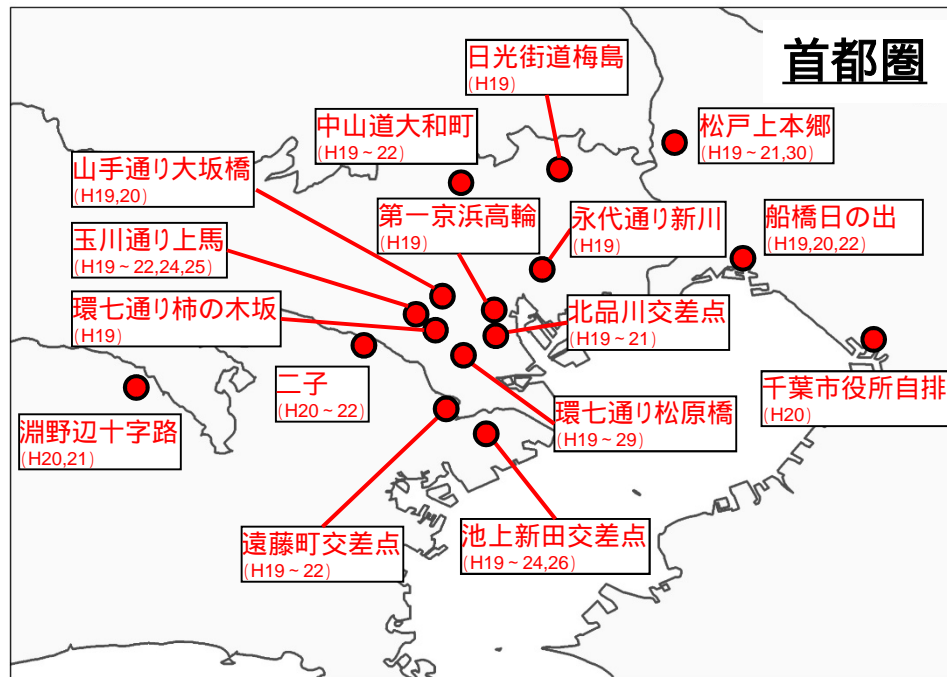 首都圏
日光街道梅島
(H19)
中山道大和町
(H19~22)
松戸上本郷
(H19~21,30)
山手通り大坂橋
(H19,20)
第一京浜高輪
(H19)
永代通り新川
(H19)
船橋日の出
(H19,20,22)
玉川通り上馬
(H19~22,24,25)
環七通り柿の木坂
(H19)
北品川交差点
(H19~21)
二子
(H20~22)
環七通り松原橋
(H19~29)
千葉市役所自排
(H20)
淵野辺十字路
(H20,21)
遠藤町交差点
(H19~22)
池上新田交差点
(H19~24,26)